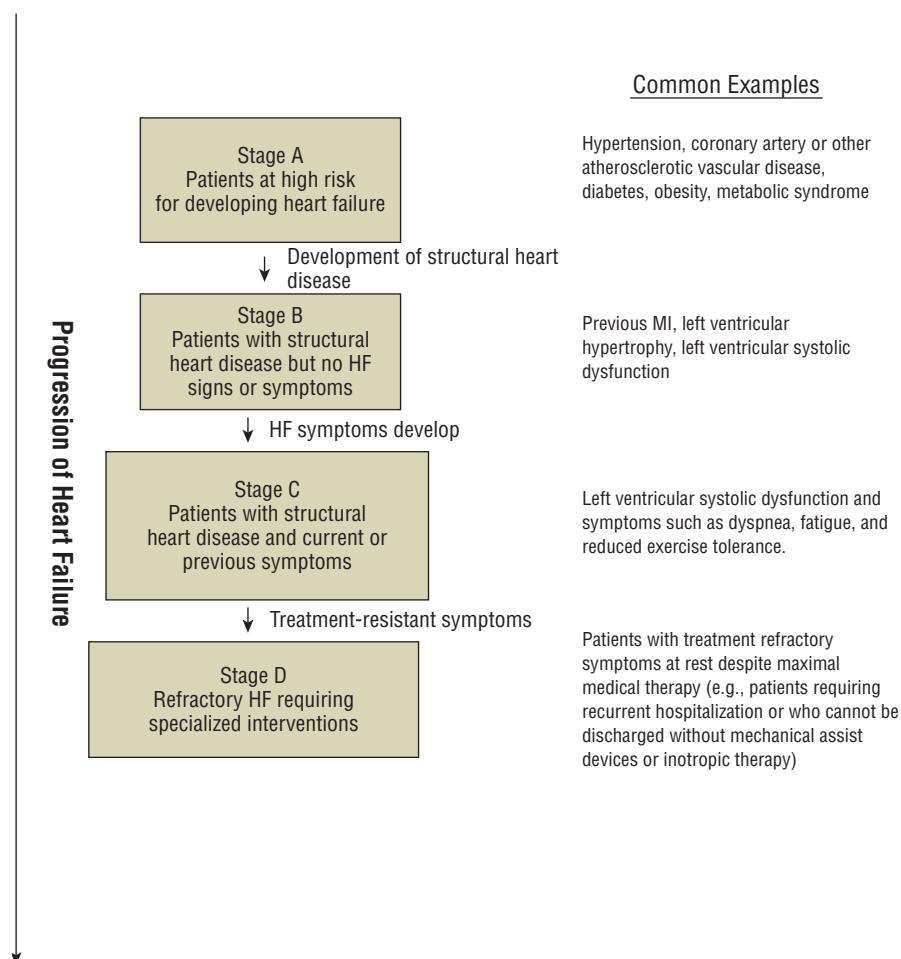 Common Examples
Stage A
Patients at high risk
for developing heart failure
Hypertension, coronary artery or other
atherosclerotic vascular disease,
diabetes, obesity, metabolic syndrome
Development of structural heart
disease
Stage B
Patients with structural
heart disease but no HF
signs or symptoms
Previous MI, left ventricular
hypertrophy, left ventricular systolic
dysfunction
HF symptoms develop
Stage C
Patients with structural
heart disease and current or
previous symptoms
Left ventricular systolic dysfunction and
symptoms such as dyspnea, fatigue, and
reduced exercise tolerance.
Treatment-resistant symptoms
Stage D
Refractory HF requiring
specialized interventions
Patients with treatment refractory
symptoms at rest despite maximal
medical therapy (e.g., patients requiring
recurrent hospitalization or who cannot be
discharged without mechanical assist
devices or inotropic therapy)
Progression of Heart Failure